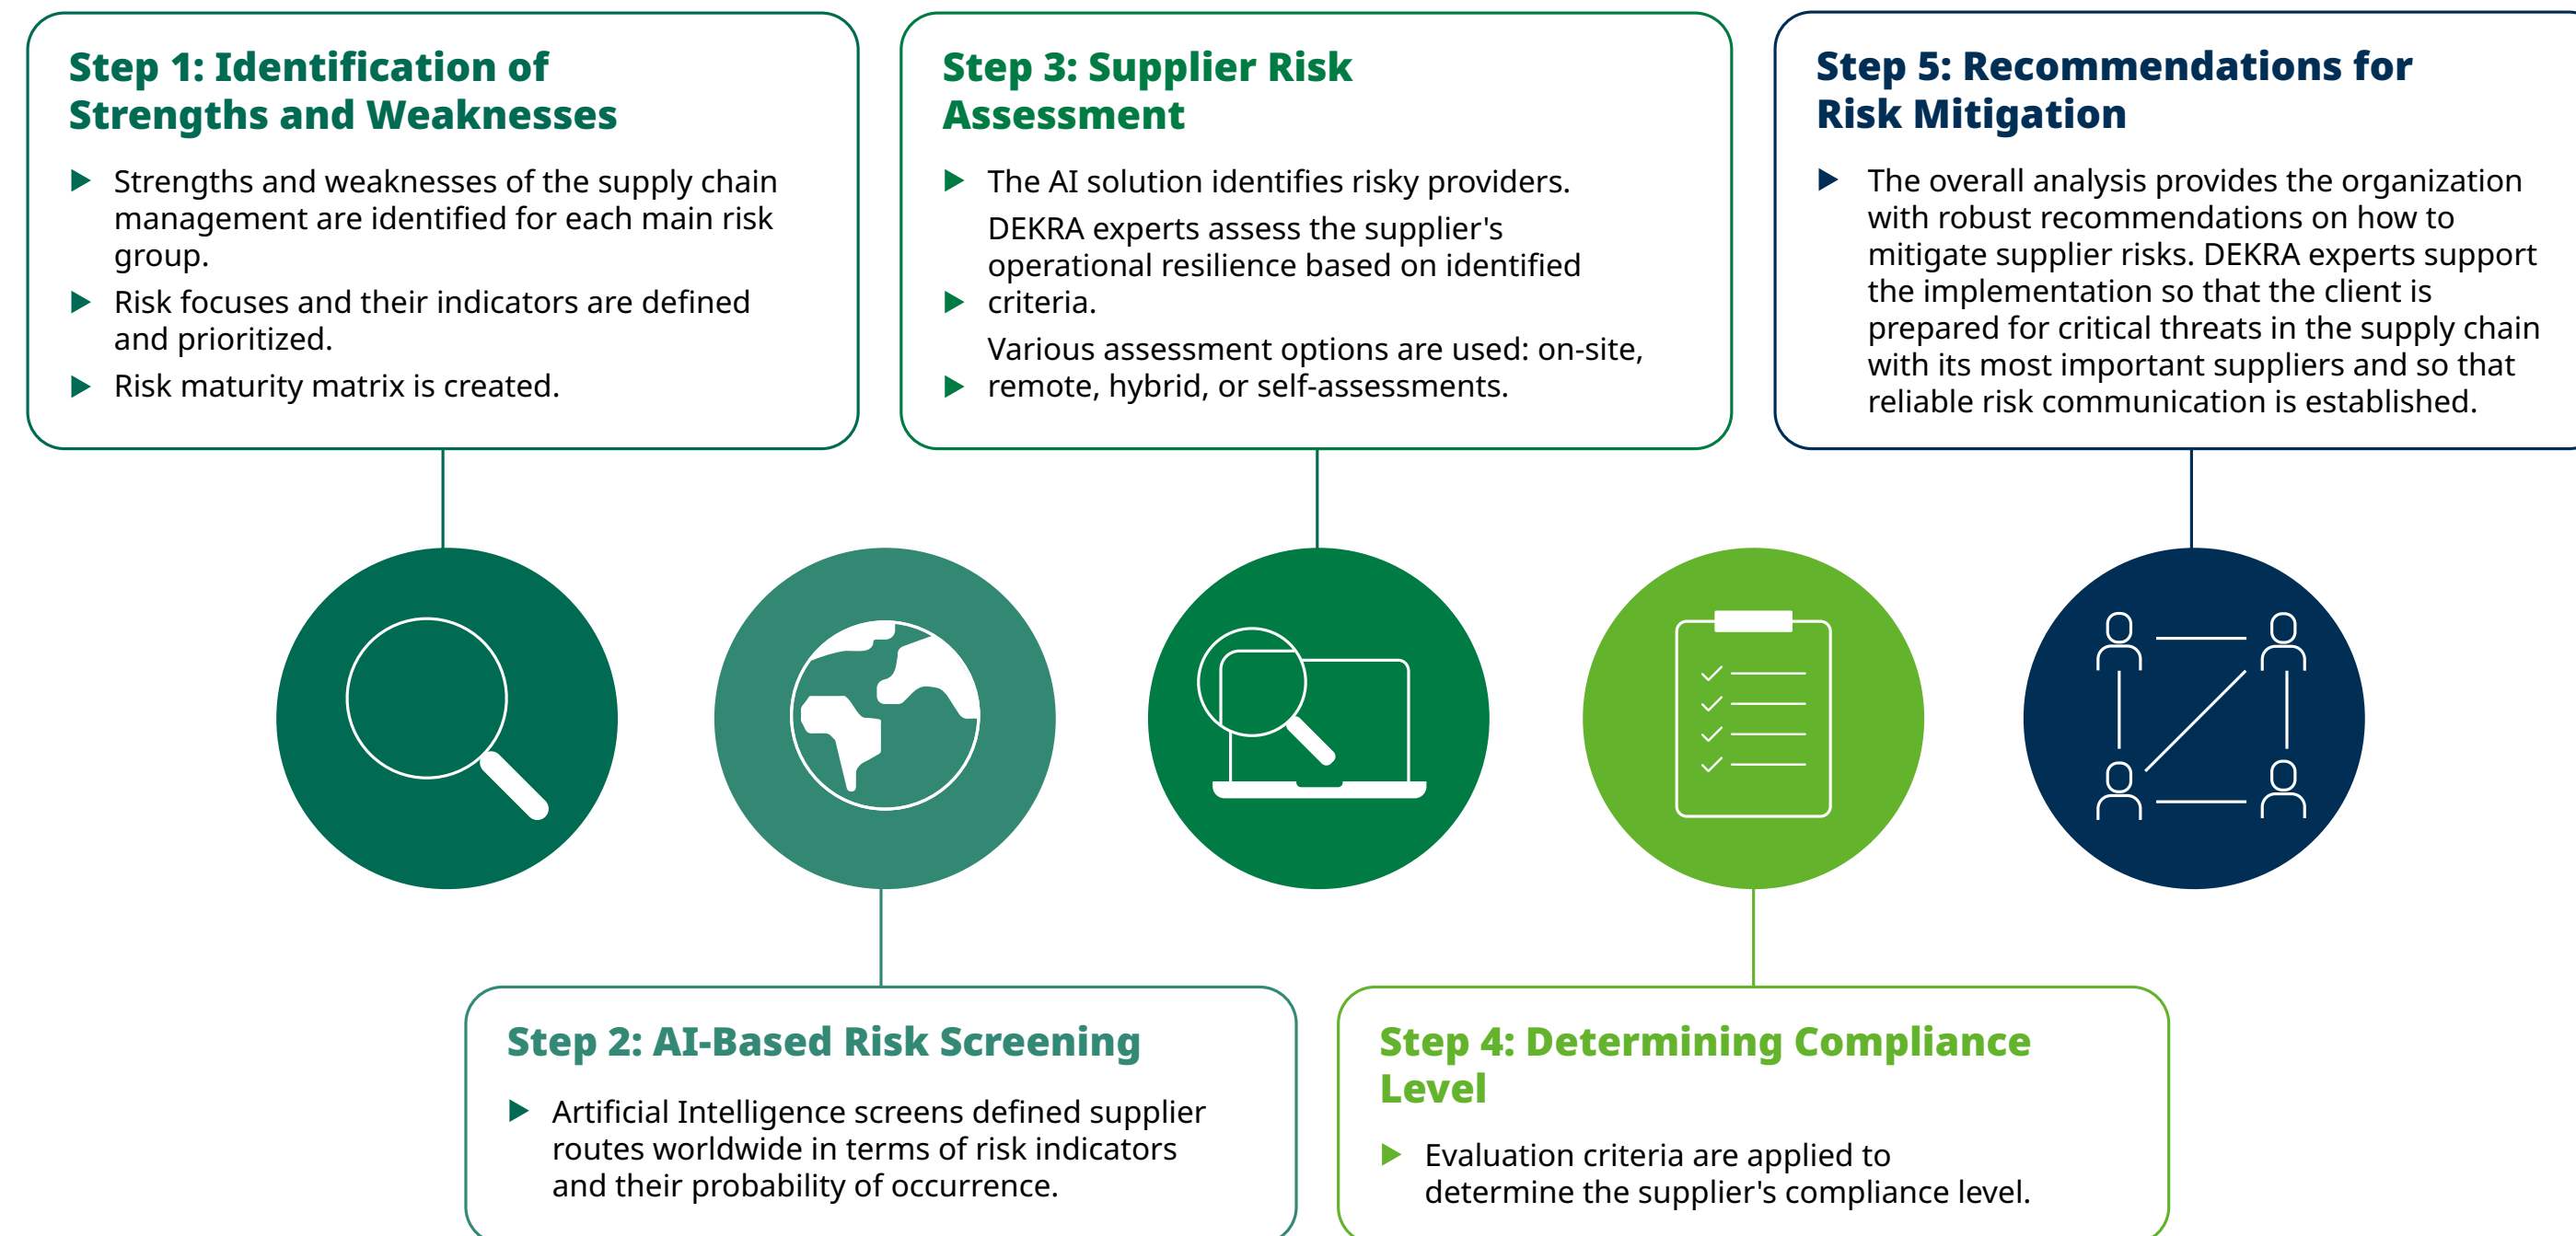 Step 1: Identification of
Strengths and Weaknesses
Strengths and weaknesses of the supply chain
management are identified for each main risk
group.
Risk focuses and their indicators are defined
and prioritized.
Risk maturity matrix is created.
Step 3: Supplier Risk
Assessment
The AI solution identifies risky providers.
DEKRA experts assess the supplier's
operational resilience based on identified
criteria.
Various assessment options are used: on-site,
remote, hybrid, or self-assessments.
Step 5: Recommendations for
Risk Mitigation
The overall analysis provides the organization
with robust recommendations on how to
mitigate supplier risks. DEKRA experts support
the implementation so that the client is
prepared for critical threats in the supply chain
with its most important suppliers and so that
reliable risk communication is established.
Step 2: AI-Based Risk Screening
Artificial Intelligence screens defined supplier
routes worldwide in terms of risk indicators
and their probability of occurrence.
Step 4: Determining Compliance
Level
Evaluation criteria are applied to
determine the supplier's compliance level.